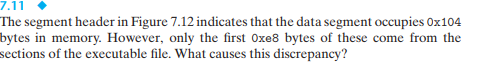 7.11 ◆
The segment header in Figure 7.12 indicates that the data segment occupies 0x104
bytes in memory. However, only the first 0xe8 bytes of these come from the
sections of the executable file. What causes this discrepancy?